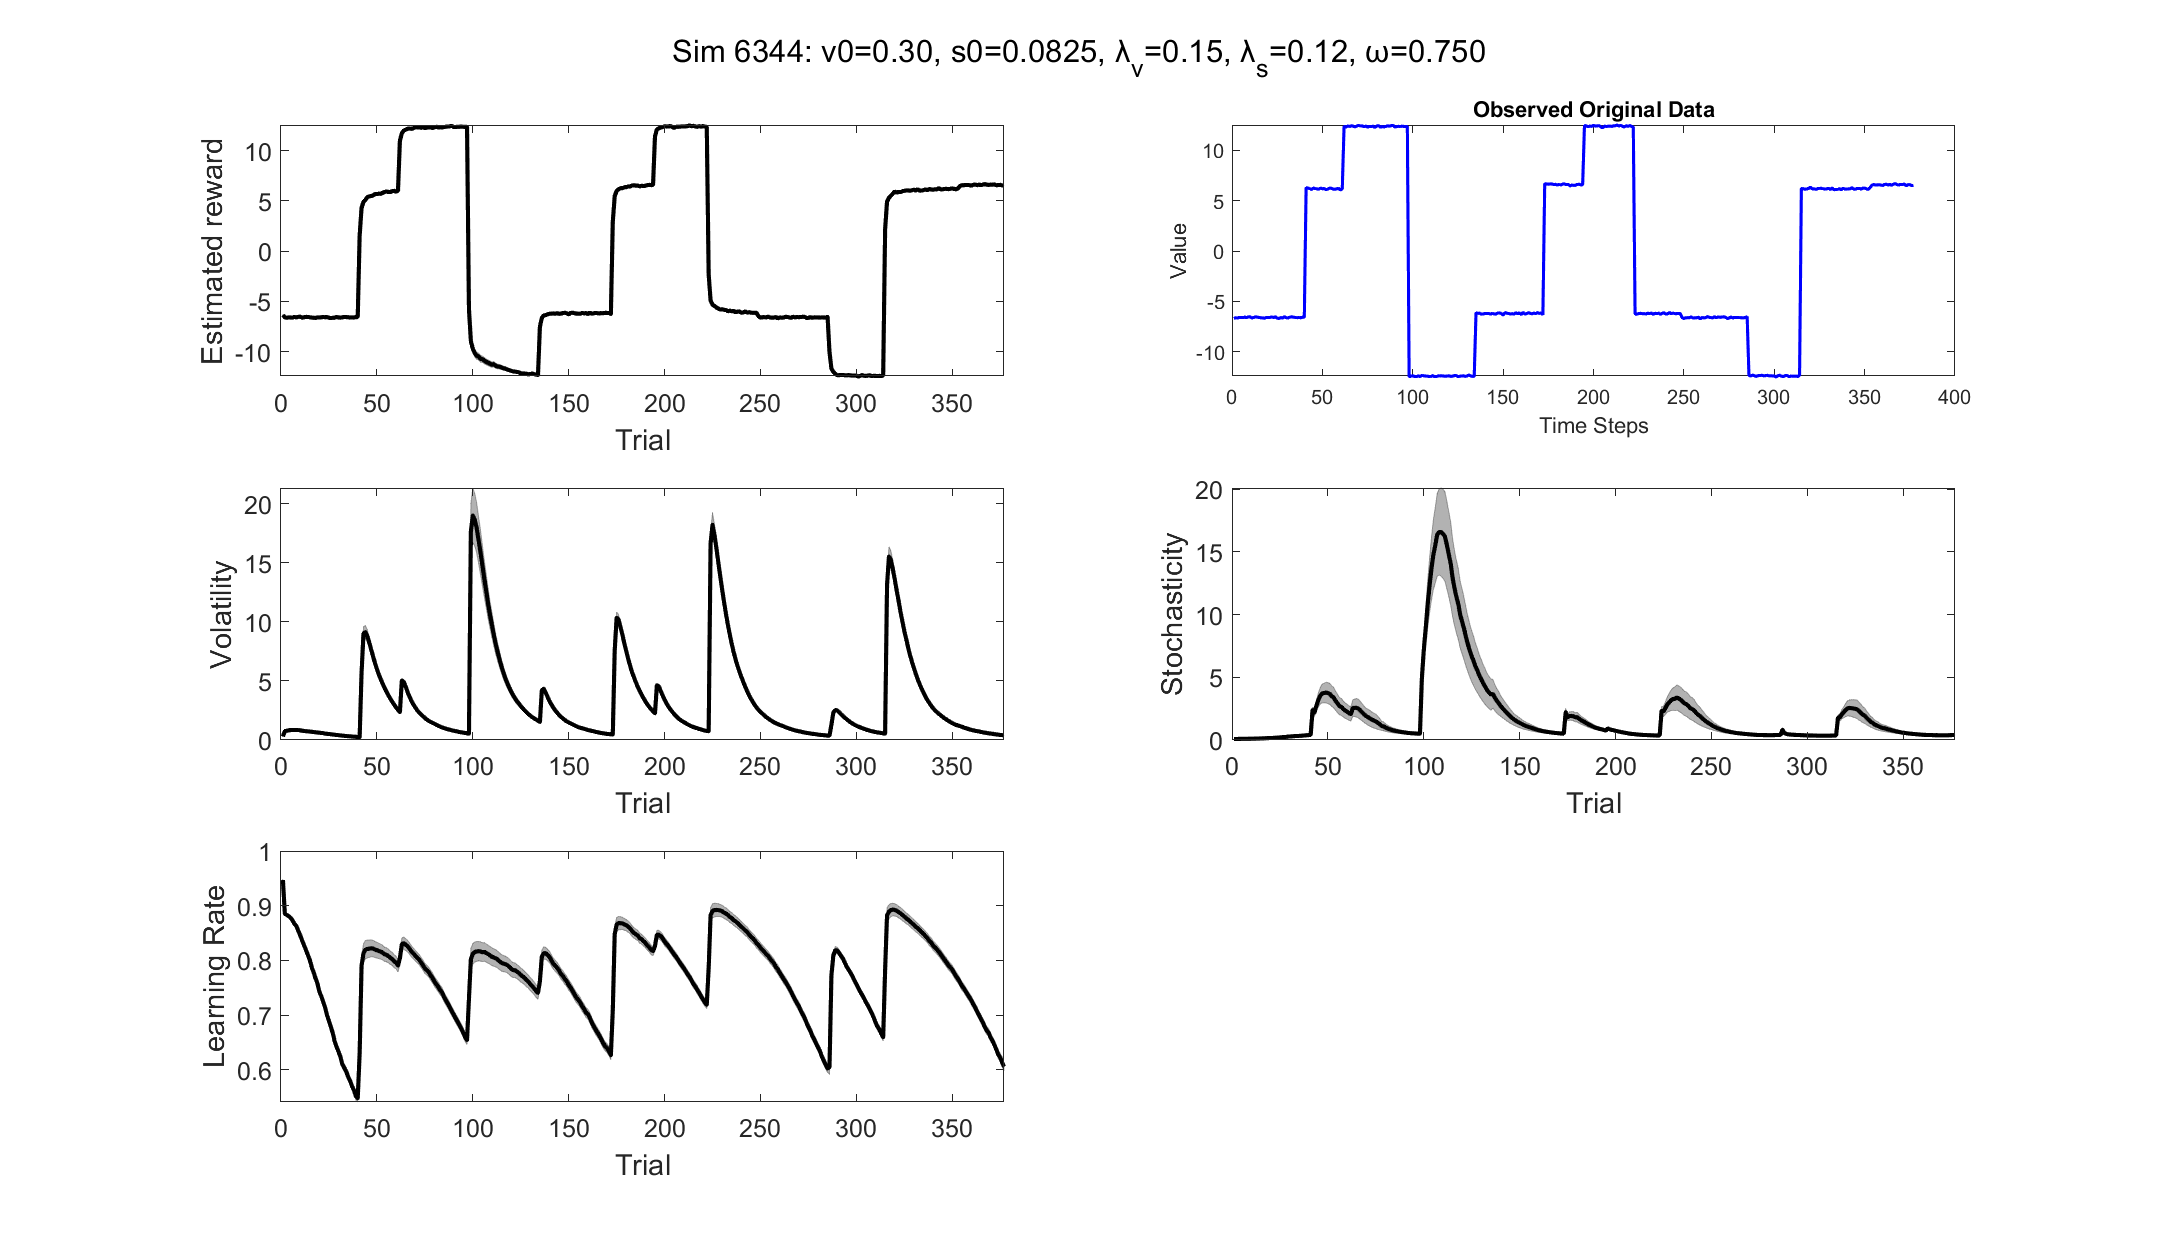 Sim 6344: v0=0.30, s0=0.0825, λv=0.15, λs=0.12, ω=0.750
Estimated reward
10
5
0
-5
-10
0 50 100 150 200 250 300 350
Trial
Observed Original Data
Value
10
5
0
-5
-10
0 50 100 150 200 250 300 350 400
Time Steps
Volatility
20
15
10
5
0
0 50 100 150 200 250 300 350
Trial
Stochasticity
20
15
10
5
0
0 50 100 150 200 250 300 350
Trial
Learning Rate
1
0.9
0.8
0.7
0.6
0 50 100 150 200 250 300 350
Trial